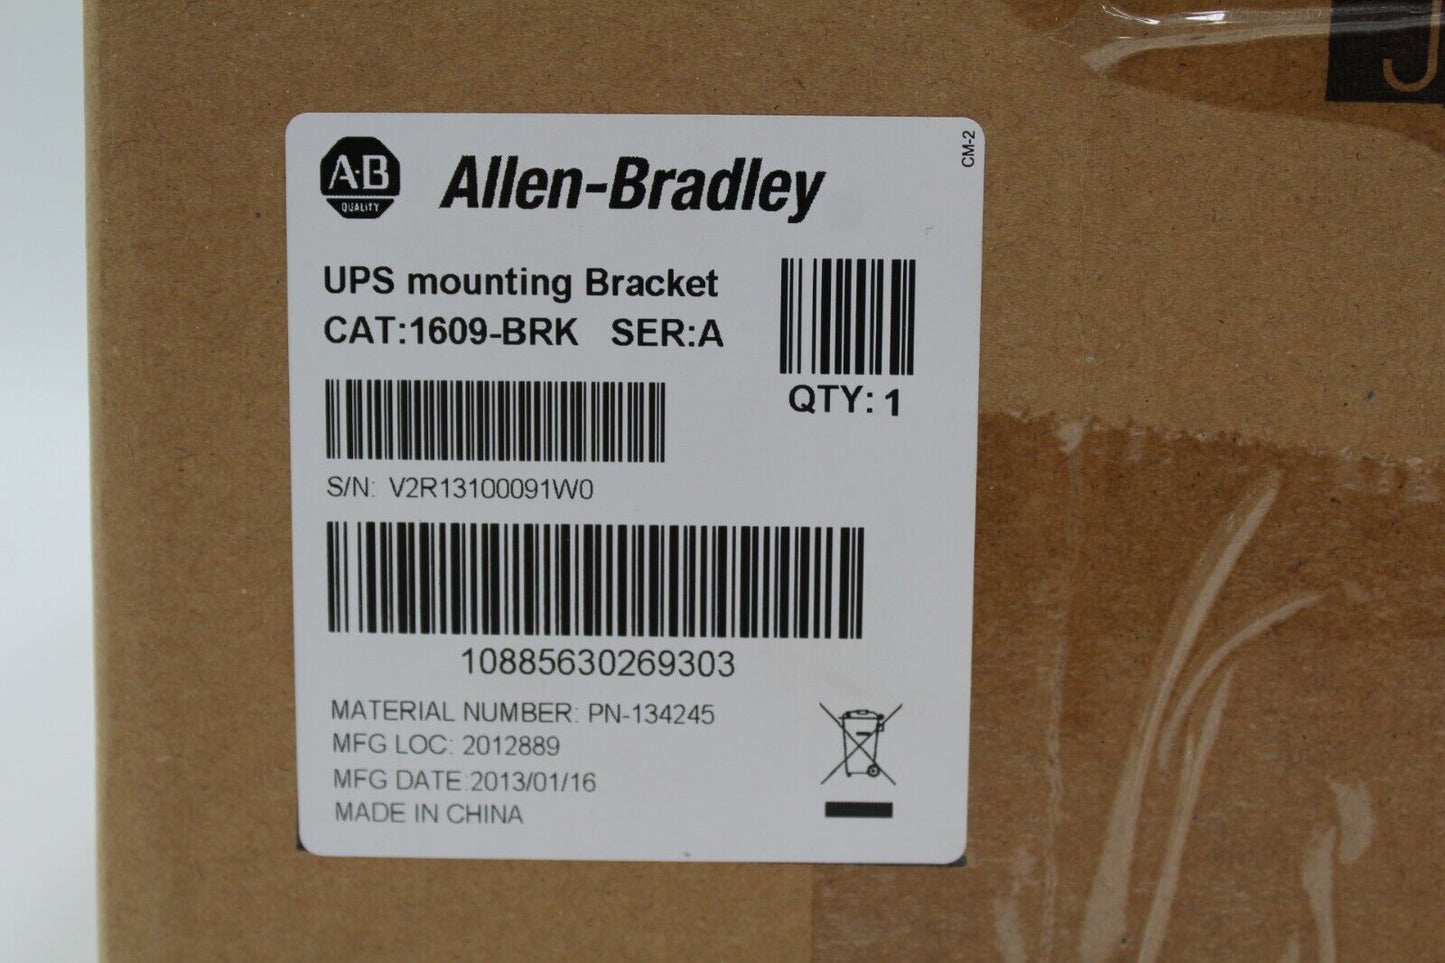 A·B
QUALITY
Allen-Bradley
CM-2
UPS mounting Bracket
CAT:1609-BRK SER:A
QTY: 1
S/N: V2R13100091W0
10885630269303
MATERIAL NUMBER: PN-134245
MFG LOC: 2012889
MFG DATE:2013/01/16
MADE IN CHINA